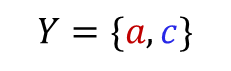 Y = {a, c}